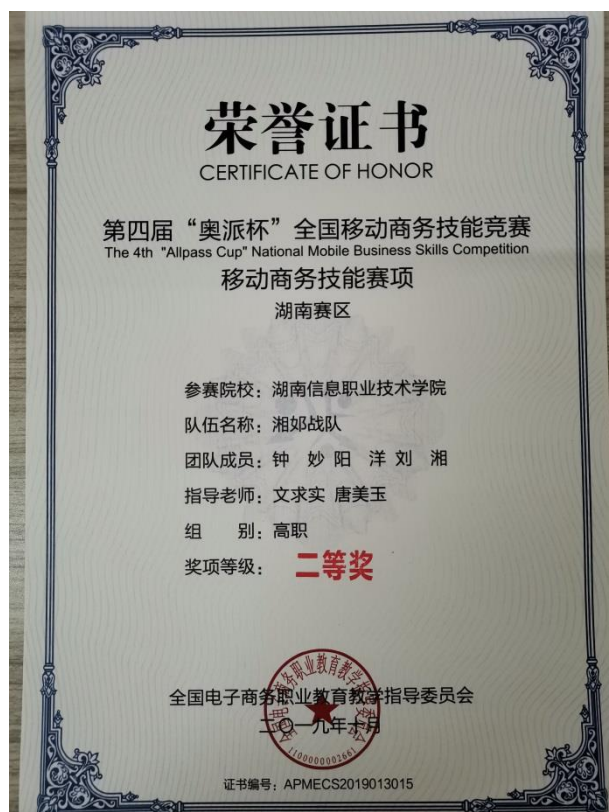 荣誉证书
CERTIFICATE OF HONOR
第四届“奥派杯”全国移动商务技能竞赛
The 4th "Allpass Cup" National Mobile Business Skills Competition
移动商务技能赛项
湖南赛区
参赛院校：湖南信息职业技术学院
队伍名称：湘邩战队
团队成员：钟 妙 阳 洋 刘 湘
指导老师：文求实 唐美玉
组 别：高职
奖项等级：二等奖
全国电子商务职业教育教学指导委员会
二〇一九年六月
1100000002661
证书编号：APMECS2019013015